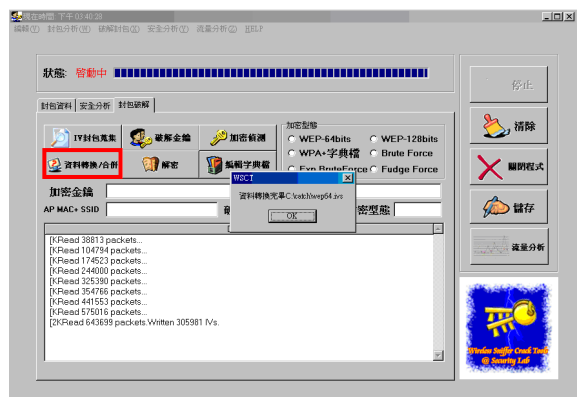 現在時間: 下午 03:40:28
編輯(Y) 封包分析(W) 破解封包(X) 安全分析(Y) 流量分析(Z) HELP
狀態: 啓動中
停止
封包資料 安全分析 封包破解
IV封包蒐集 破解金鑰 加密偵測
資料轉換/合併 解密 編輯字典檔
加密型態
WEP-64bits WEP-128bits
WPA+字典檔 Brute Force
Exp BruteForce Fudge Force
清除
關閉程式
儲存
流量分析
WSCT
資料轉換完畢C:\catch\wep64.ivs
OK
加密金鑰
AP MAC+ SSID
密型態
[KRead 38813 packets...
[KRead 104794 packets...
[KRead 174523 packets...
[KRead 244000 packets...
[KRead 325390 packets...
[KRead 354766 packets...
[KRead 441553 packets...
[KRead 575016 packets...
[2KRead 643699 packets.Written 305981 IVs.
Wireless Sniffer Crack Tools
@ Security Lab